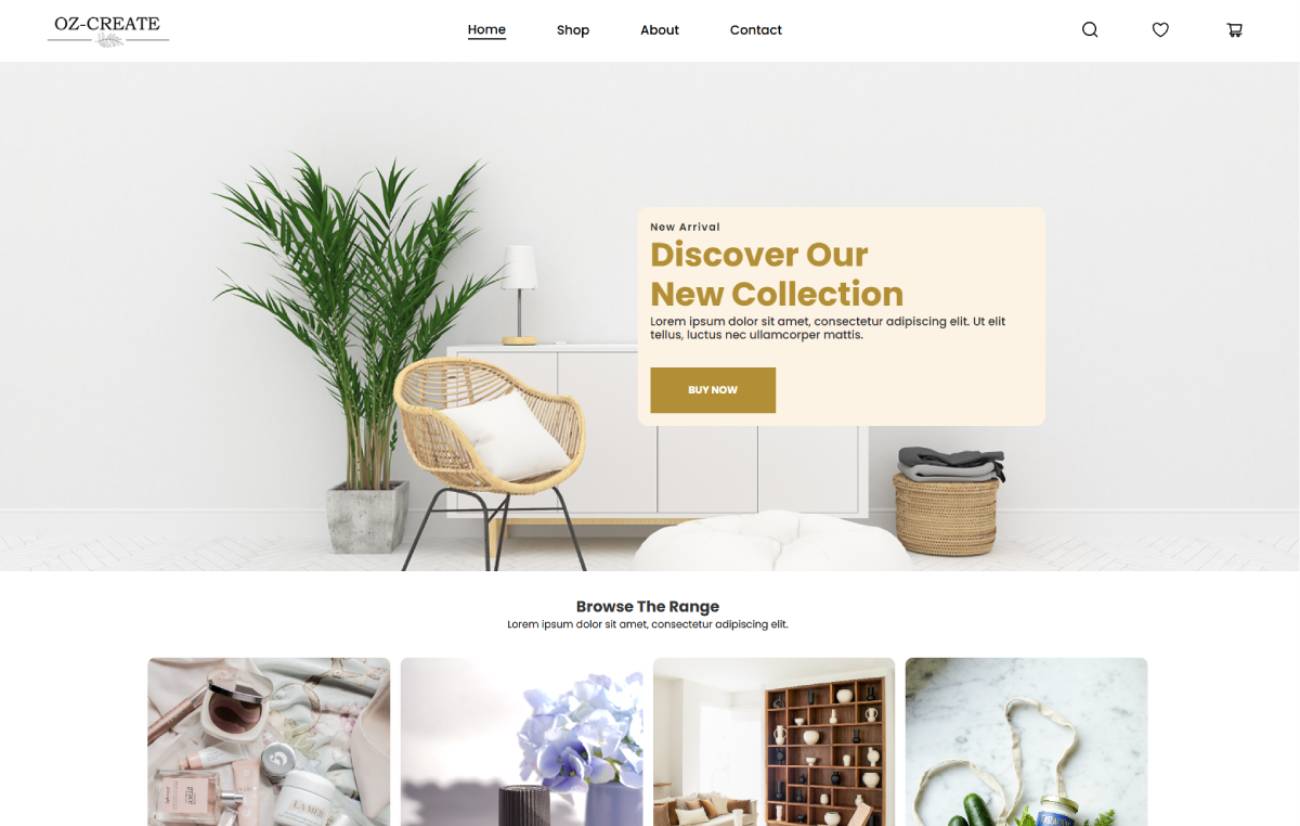 OZ-CREATE
Home
Shop
About
Contact
New Arrival
Discover Our
New Collection
Lorem ipsum dolor sit amet, consectetur adipiscing elit. Ut elit
tellus, luctus nec ullamcorper mattis.
BUY NOW
Browse The Range
Lorem ipsum dolor sit amet, consectetur adipiscing elit.
LA MER